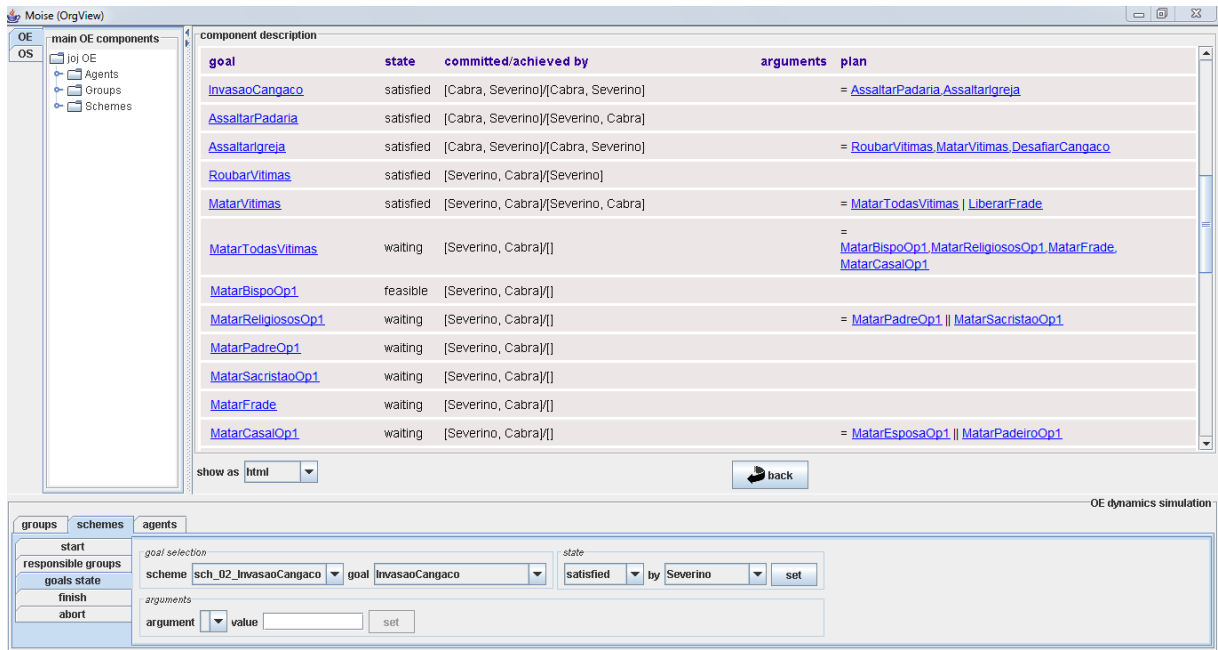 Moise (OrgView)
OE
OS
main OE components
joj OE
Agents
Groups
Schemes
component description
goal state committed/achieved by arguments plan
InvasaoCangaco satisfied [Cabra, Severino]/[Cabra, Severino] = AssaltarPadaria,AssaltarIgreja
AssaltarPadaria satisfied [Cabra, Severino]/[Severino, Cabra]
AssaltarIgreja satisfied [Cabra, Severino]/[Cabra, Severino] = RoubarVitimas,MatarVitimas,DesafiarCangaco
RoubarVitimas satisfied [Severino, Cabra]/[Severino]
MatarVitimas satisfied [Severino, Cabra]/[Severino, Cabra] = MatarTodasVitimas | LiberarFrade
=
MatarTodasVitimas waiting [Severino, Cabra]/[] MatarBispoOp1,MatarReligiososOp1,MatarFrade,
MatarCasalOp1
MatarBispoOp1 feasible [Severino, Cabra]/[]
MatarReligiososOp1 waiting [Severino, Cabra]/[] = MatarPadreOp1 || MatarSacristaoOp1
MatarPadreOp1 waiting [Severino, Cabra]/[]
MatarSacristaoOp1 waiting [Severino, Cabra]/[]
MatarFrade waiting [Severino, Cabra]/[]
MatarCasalOp1 waiting [Severino, Cabra]/[] = MatarEsposaOp1 || MatarPadeiroOp1
show as html back
OE dynamics simulation
groups schemes agents
start
responsible groups
goals state
finish
abort
goal selection
scheme sch_02_InvasaoCangaco goal InvasaoCangaco
state
satisfied by Severino set
arguments
argument value set